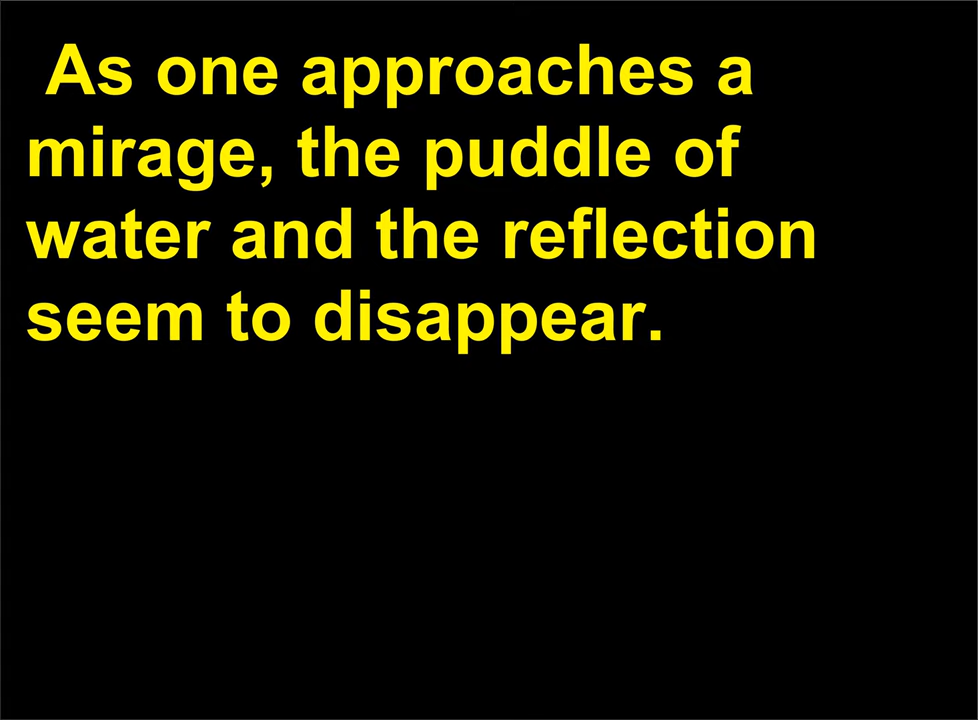 As one approaches a
mirage, the puddle of
water and the reflection
seem to disappear.